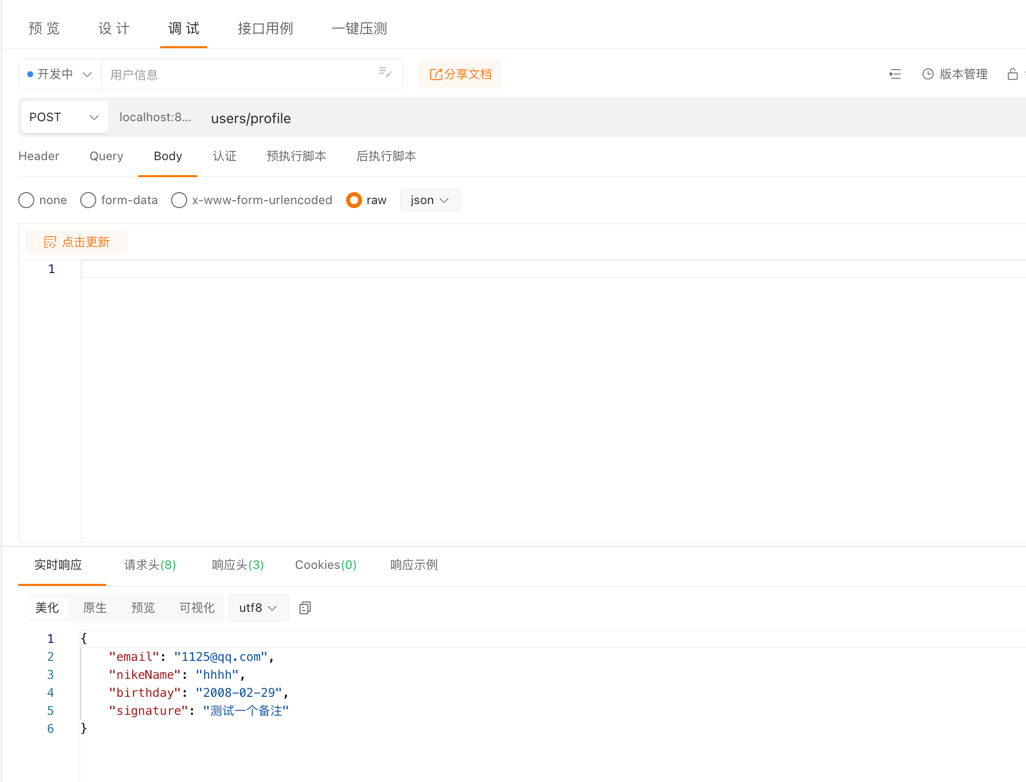 预 览 设 计 调 试 接口用例 一键压测
开发中 用户信息 分享文档 版本管理
POST localhost:8... users/profile
Header Query Body 认证 预执行脚本 后执行脚本
none form-data x-www-form-urlencoded raw json
点击更新
1
实时响应 请求头(8) 响应头(3) Cookies(0) 响应示例
美化 原生 预览 可视化 utf8
1 {
2 "email": "1125@qq.com",
3 "nikeName": "hhhh",
4 "birthday": "2008-02-29",
5 "signature": "测试一个备注"
6 }